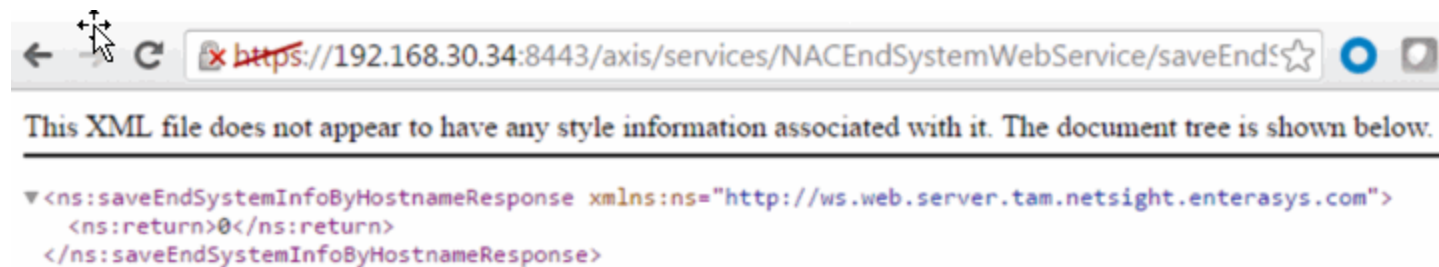 https://192.168.30.34:8443/axis/services/NACEndSystemWebService/saveEndS
This XML file does not appear to have any style information associated with it. The document tree is shown below.
▼<ns:saveEndSystemInfoByHostnameResponse xmlns:ns="http://ws.web.server.tam.netsight.enterasys.com">
<ns:return>0</ns:return>
</ns:saveEndSystemInfoByHostnameResponse>